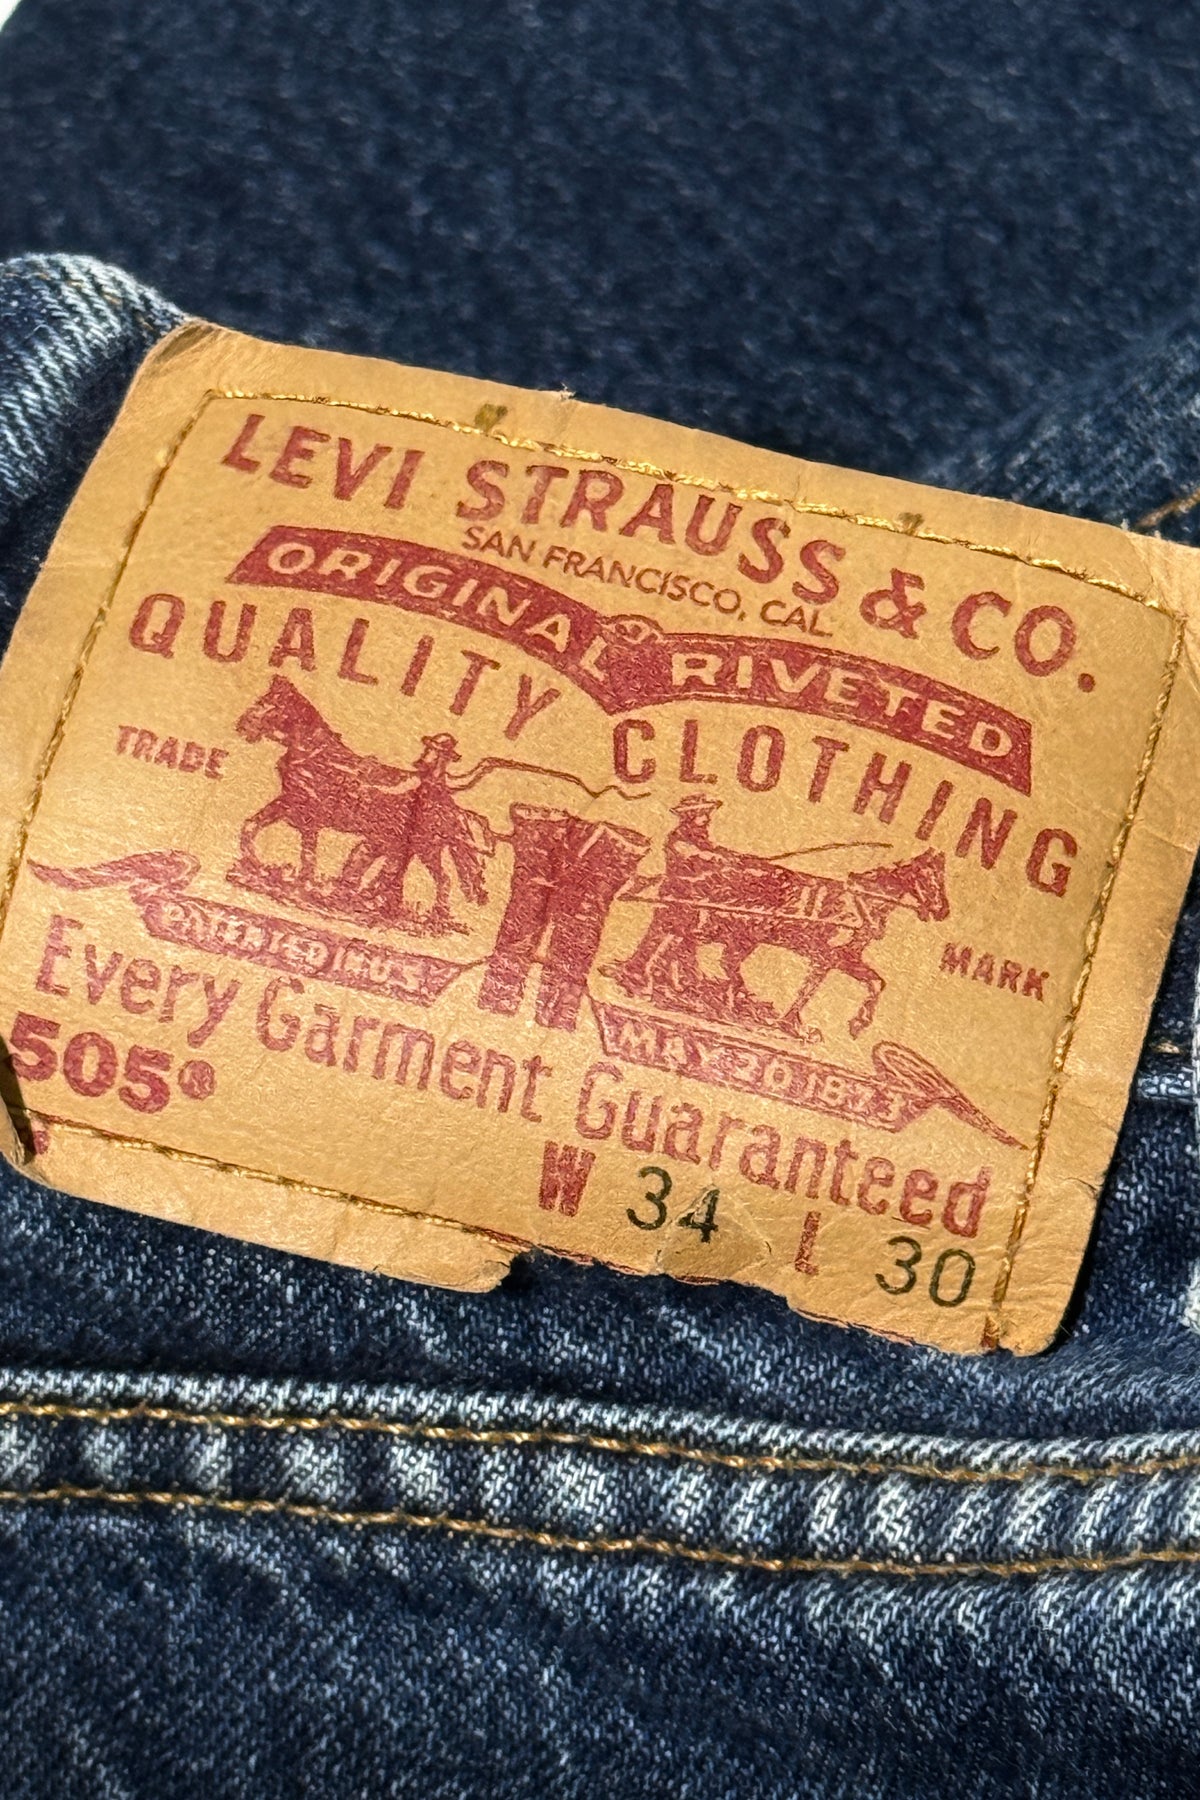 LEVI STRAUSS & CO.
SAN FRANCISCO, CAL
ORIGINAL RIVETED
QUALITY CLOTHING
TRADE MARK
PATENTED IN U.S.
MAY 20 1873
Every Garment Guaranteed
505®
W 34 L 30